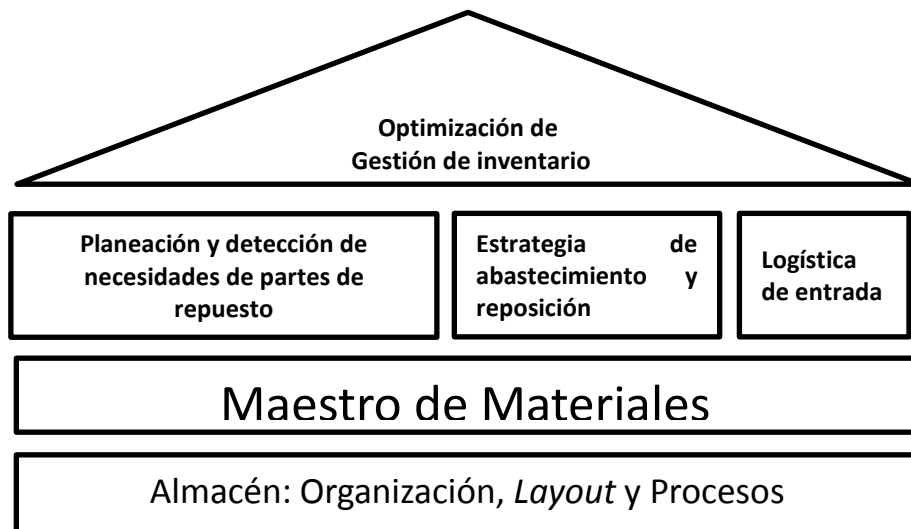 Optimización de
Gestión de inventario
Planeación y detección de
necesidades de partes de
repuesto
Estrategia de
abastecimiento y
reposición
Logística
de entrada
Maestro de Materiales
Almacén: Organización, Layout y Procesos